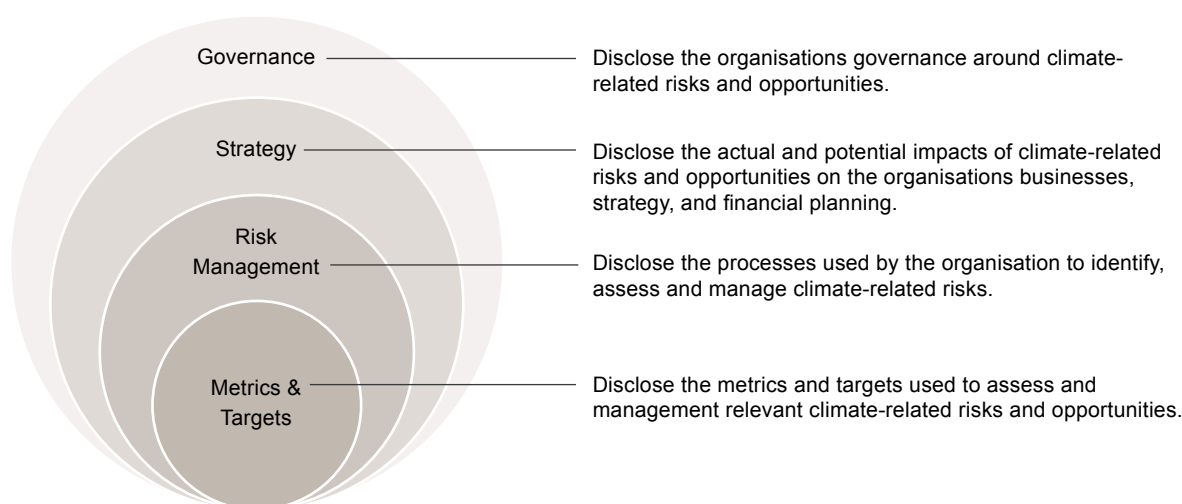 Governance
Disclose the organisations governance around climate-
related risks and opportunities.
Strategy
Disclose the actual and potential impacts of climate-related
risks and opportunities on the organisations businesses,
strategy, and financial planning.
Risk
Management
Disclose the processes used by the organisation to identify,
assess and manage climate-related risks.
Metrics &
Targets
Disclose the metrics and targets used to assess and
management relevant climate-related risks and opportunities.